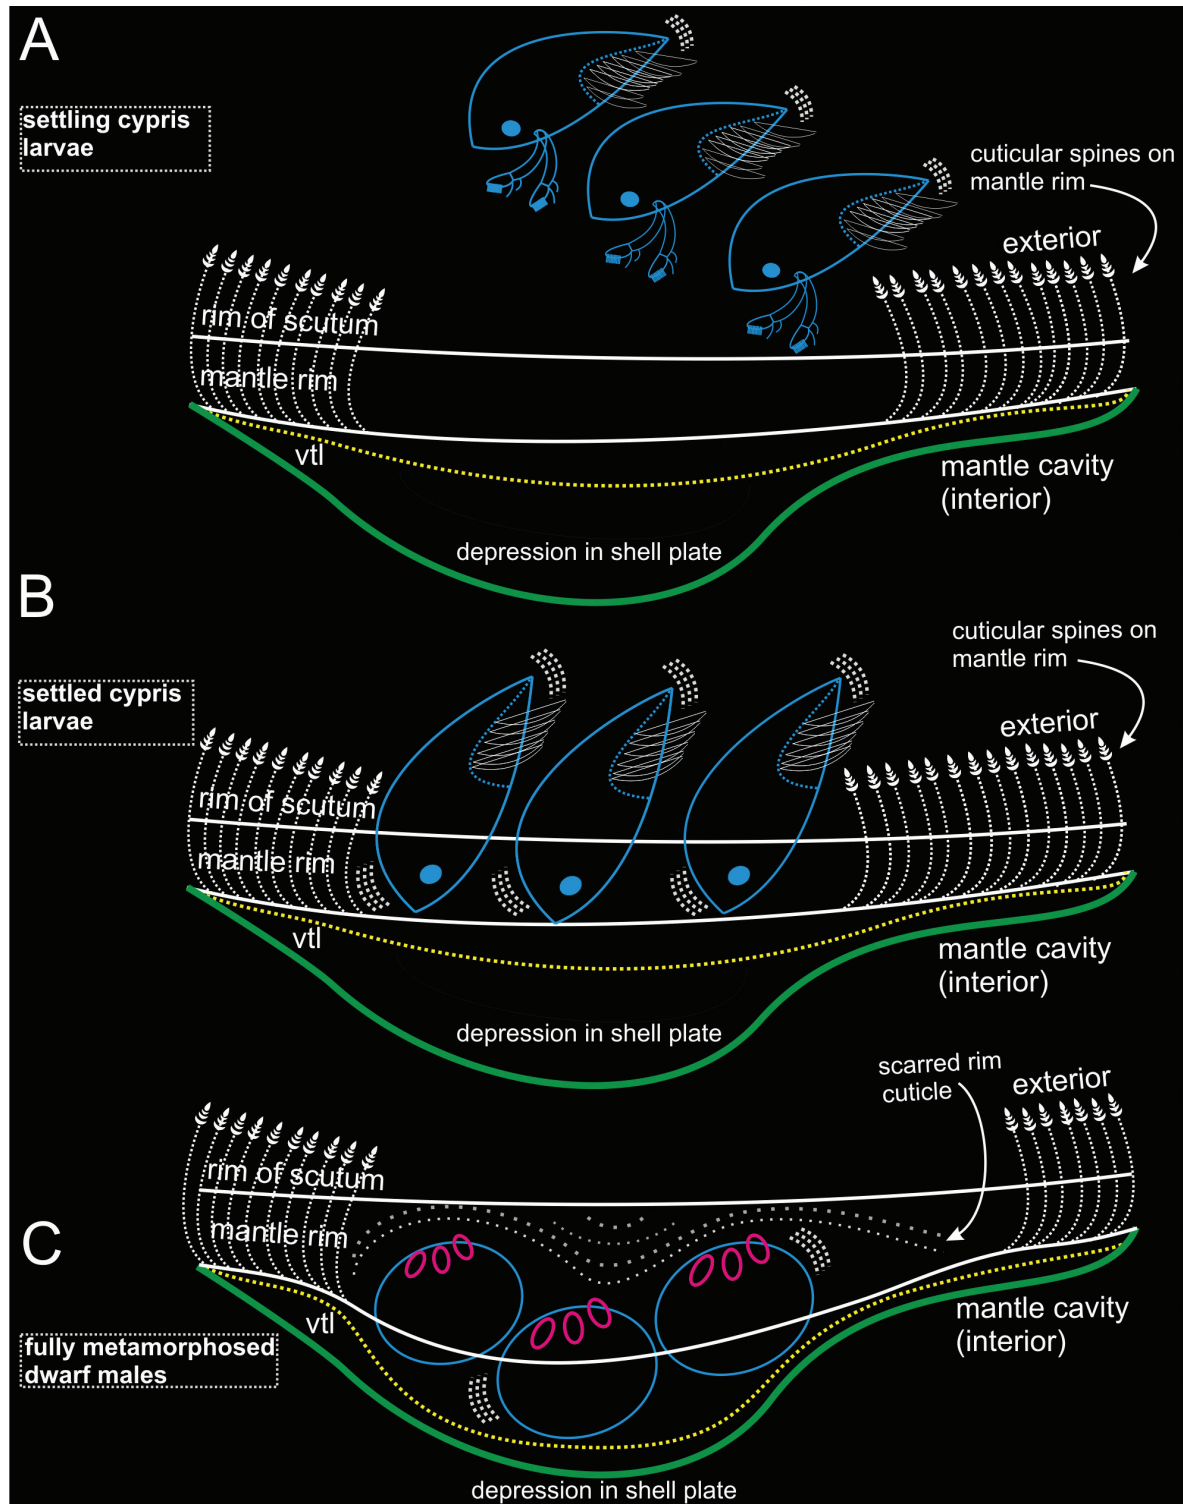 A
settling cypris
larvae
cuticular spines on
mantle rim
exterior
rim of scutum
mantle rim
vtl
mantle cavity
(interior)
depression in shell plate
B
cuticular spines on
mantle rim
settled cypris
larvae
exterior
rim of scutum
mantle rim
vtl
mantle cavity
(interior)
depression in shell plate
scarred rim
cuticle
exterior
rim of scutum
mantle rim
C
mantle cavity
(interior)
vtl
fully metamorphosed
dwarf males
depression in shell plate